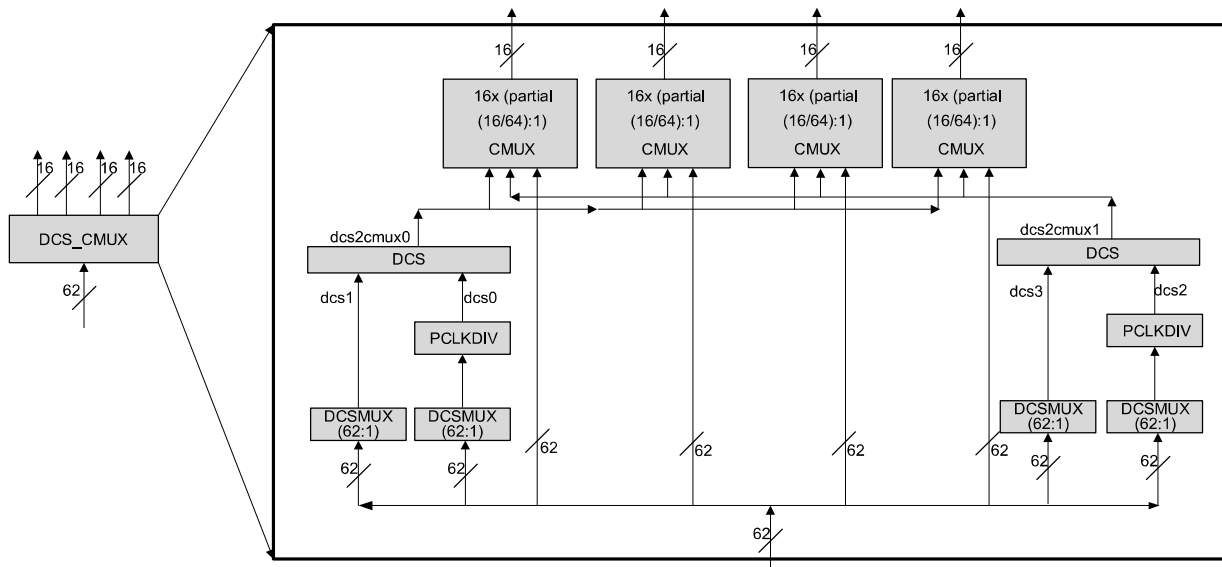 16 16 16 16
16x (partial (16/64):1) CMUX
16x (partial (16/64):1) CMUX
16x (partial (16/64):1) CMUX
16x (partial (16/64):1) CMUX
16 16 16 16
DCS_CMUX
62
dcs2cmux0
DCS
dcs1
dcs0
PCLKDIV
DCSMUX
(62:1)
DCSMUX
(62:1)
62
62
62
62
62
62
dcs2cmux1
DCS
dcs3
dcs2
PCLKDIV
DCSMUX
(62:1)
DCSMUX
(62:1)
62
62
62